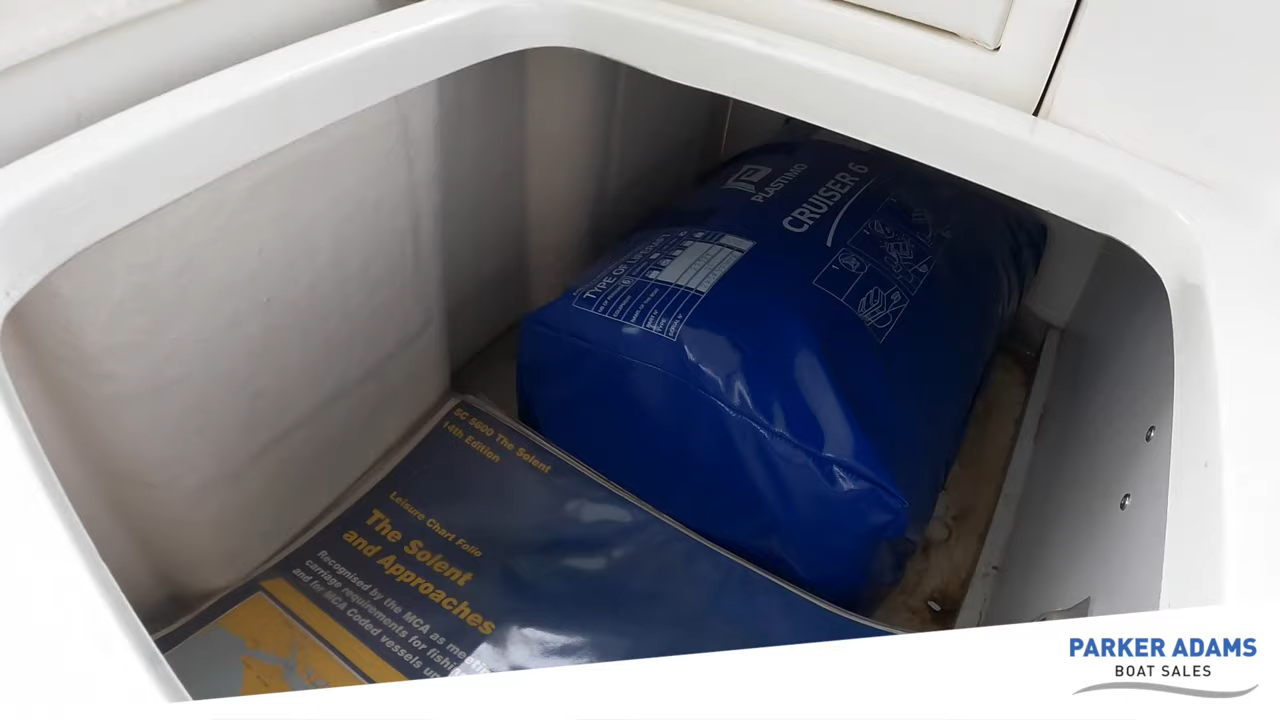 PLASTIMO
CRUISER 6
TYPE OF LIFERAFT
EQUIPMENT
SC 5600 The Solent
14th Edition
Leisure Chart Folio
The Solent
and Approaches
Recognised by the MCA as meeting
carriage requirements for fishing
and for MCA Coded vessels
PARKER ADAMS
BOAT SALES